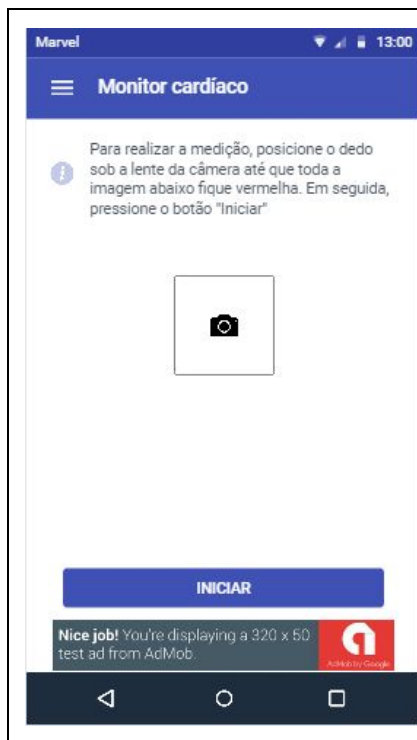 Marvel 13:00
Monitor cardíaco
Para realizar a medição, posicione o dedo
sob a lente da câmera até que toda a
imagem abaixo fique vermelha. Em seguida,
pressione o botão "Iniciar"
INICIAR
Nice job! You're displaying a 320 x 50
test ad from AdMob.
AdMob by Google